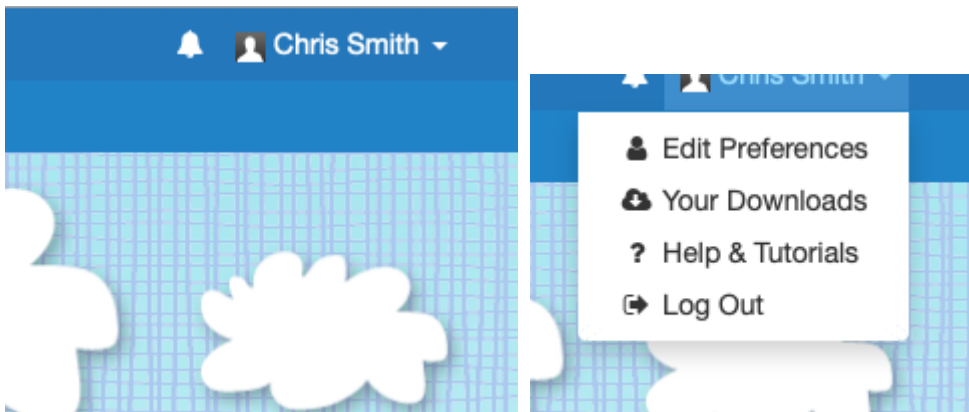 Chris Smith
Chris Smith
Edit Preferences
Your Downloads
? Help & Tutorials
Log Out